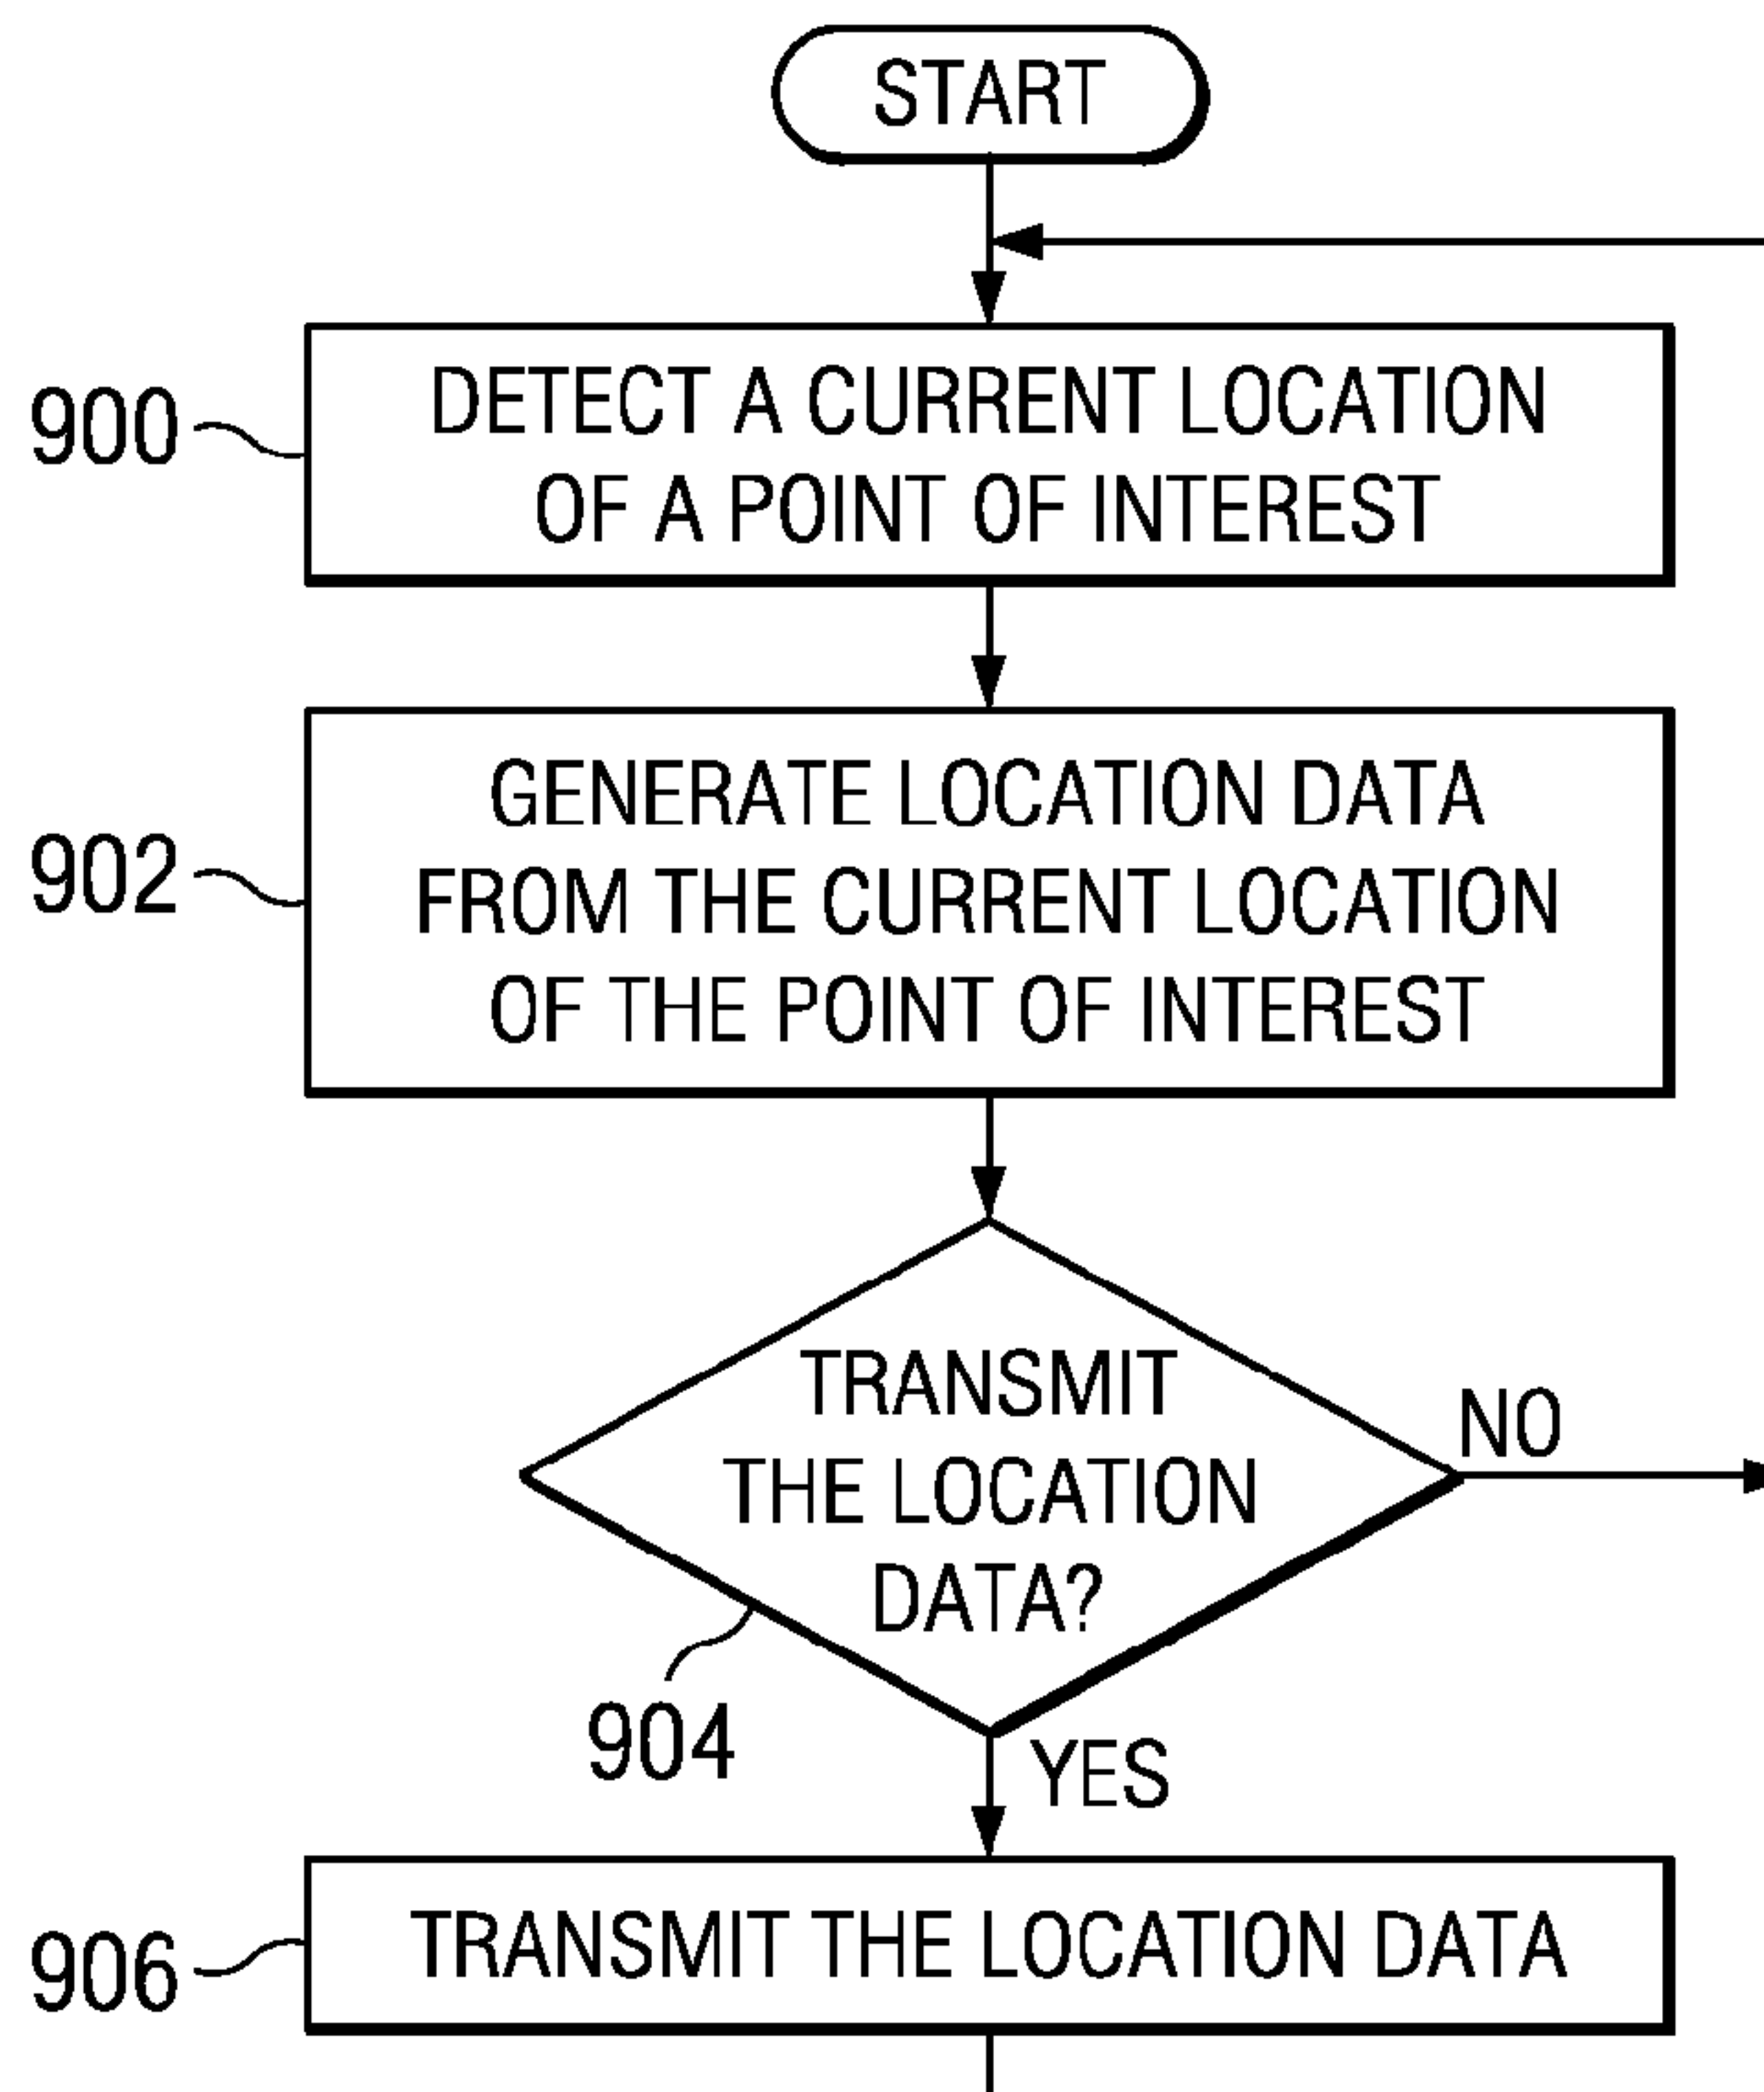 START
900
DETECT A CURRENT LOCATION
OF A POINT OF INTEREST
902
GENERATE LOCATION DATA
FROM THE CURRENT LOCATION
OF THE POINT OF INTEREST
TRANSMIT
THE LOCATION
DATA?
NO
904
YES
906
TRANSMIT THE LOCATION DATA